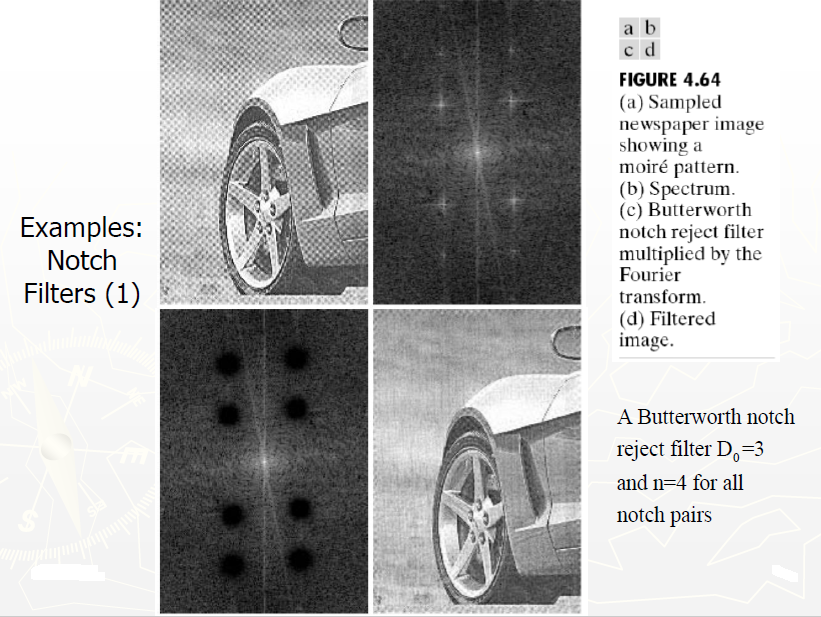 Examples:
Notch
Filters (1)
a b
c d
FIGURE 4.64
(a) Sampled
newspaper image
showing a
moiré pattern.
(b) Spectrum.
(c) Butterworth
notch reject filter
multiplied by the
Fourier
transform.
(d) Filtered
image.
A Butterworth notch
reject filter D₀=3
and n=4 for all
notch pairs
N
S